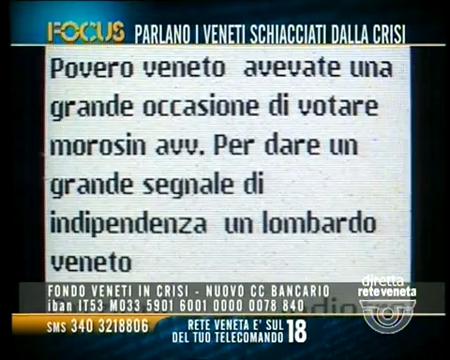 FOCUS PARLANO I VENETI SCHIACCIATI DALLA CRISI
Povero veneto avevate una
grande occasione di votare
morosin avv. Per dare un
grande segnale di
indipendenza un lombardo
veneto
FONDO VENETI IN CRISI - NUOVO CC BANCARIO
iban IT53 M033 5901 6001 0000 0078 840
diretta
reteveneta
SMS 340 3218806
RETE VENETA E' SUL
DEL TUO TELECOMANDO 18